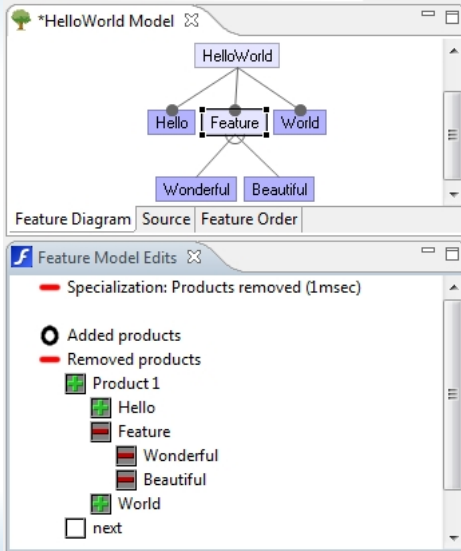 *HelloWorld Model
HelloWorld
Hello Feature World
Wonderful Beautiful
Feature Diagram Source Feature Order
Feature Model Edits
Specialization: Products removed (1msec)
Added products
Removed products
Product 1
Hello
Feature
Wonderful
Beautiful
World
next